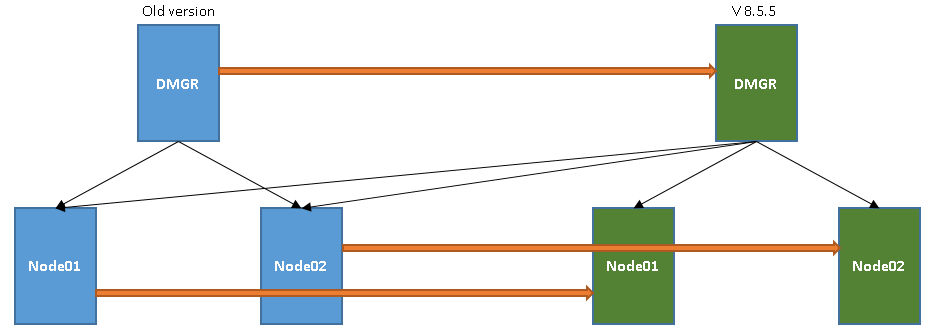 Old version
V 8.5.5
DMGR
DMGR
Node01
Node02
Node01
Node02